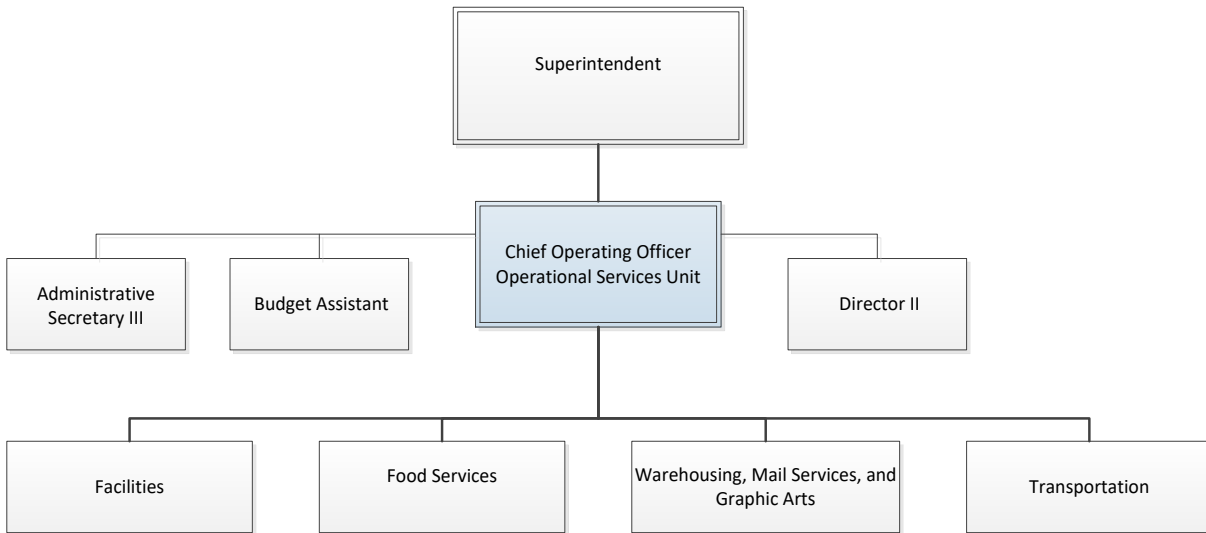 Superintendent
Chief Operating Officer
Operational Services Unit
Administrative
Secretary III
Budget Assistant
Director II
Facilities
Food Services
Warehousing, Mail Services, and
Graphic Arts
Transportation